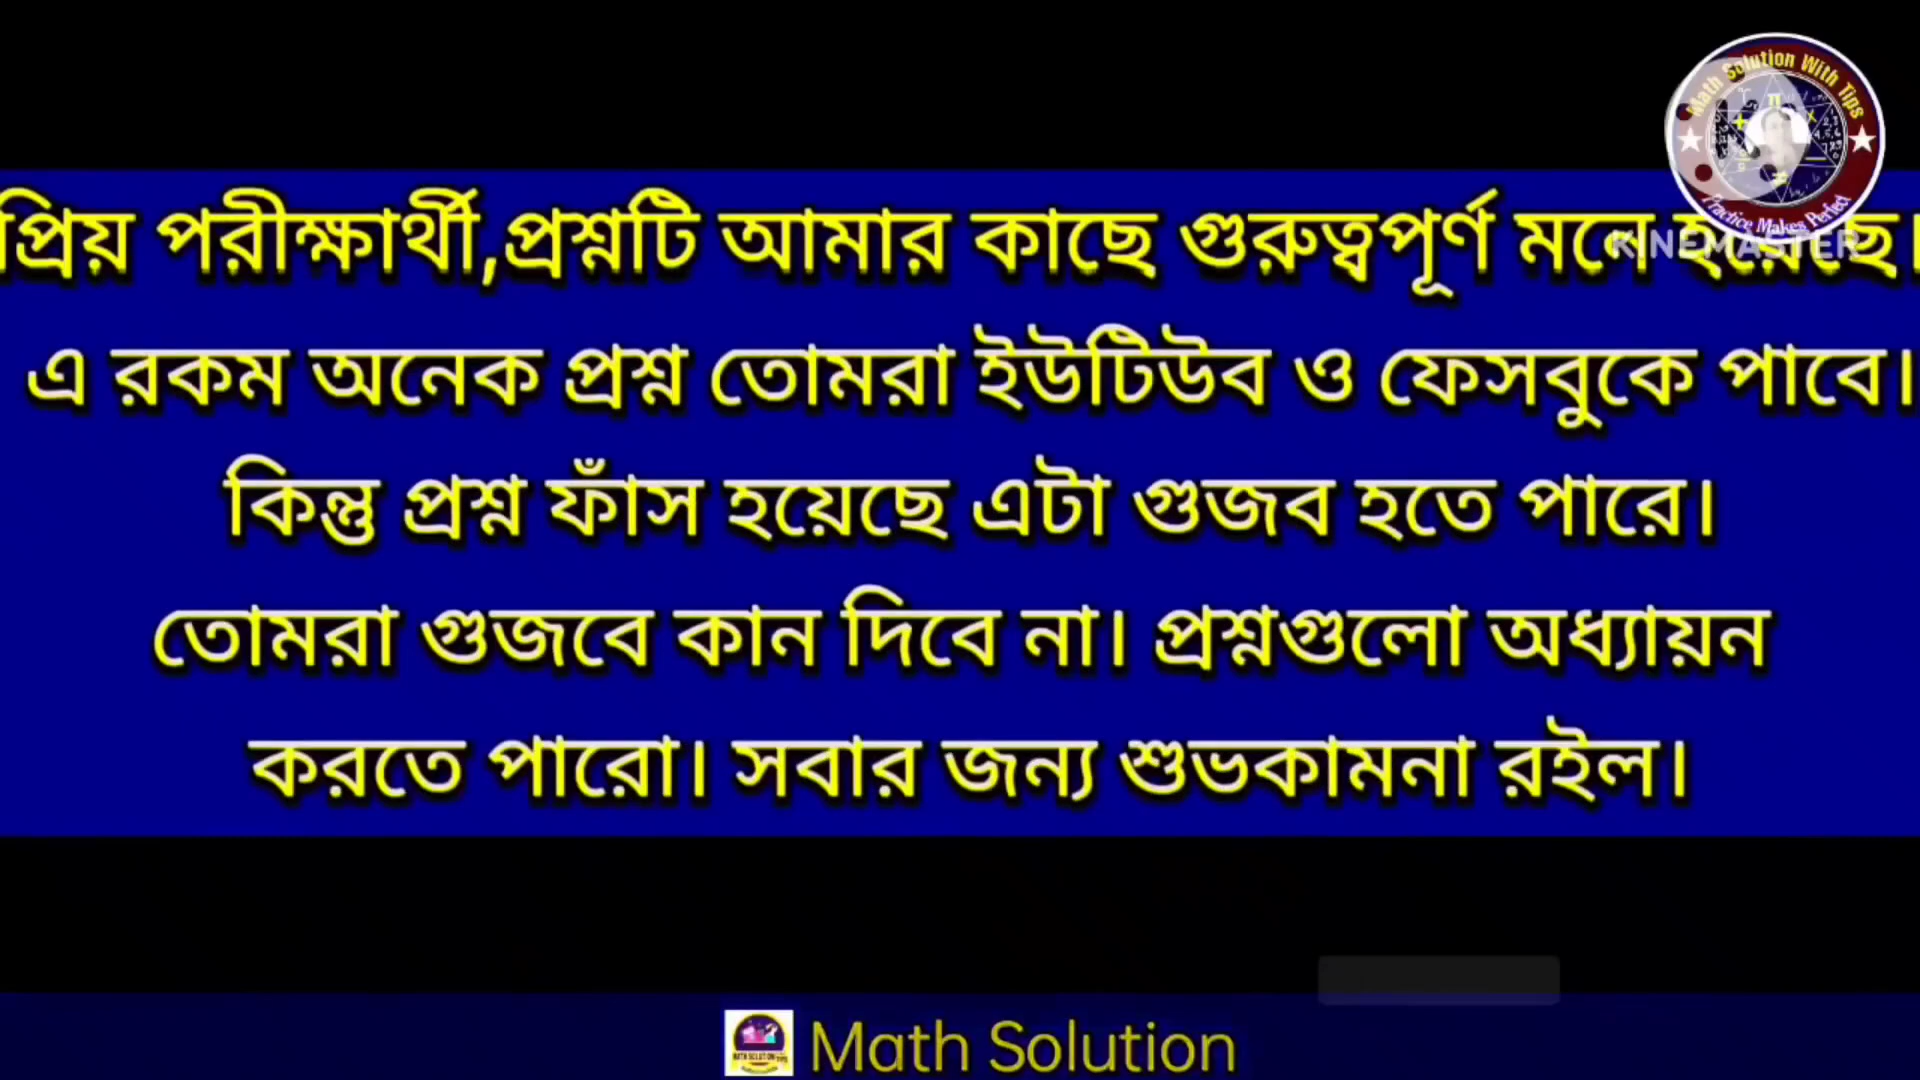 Math Solution With Tips
Practice Makes Perfect
KINEMASTER
প্রিয় পরীক্ষার্থী,প্রশ্নটি আমার কাছে গুরুত্বপূর্ণ মনে হয়েছে।
এ রকম অনেক প্রশ্ন তোমরা ইউটিউব ও ফেসবুকে পাবে।
কিন্তু প্রশ্ন ফাঁস হয়েছে এটা গুজব হতে পারে।
তোমরা গুজবে কান দিবে না। প্রশ্নগুলো অধ্যায়ন
করতে পারো। সবার জন্য শুভকামনা রইল।
Math Solution